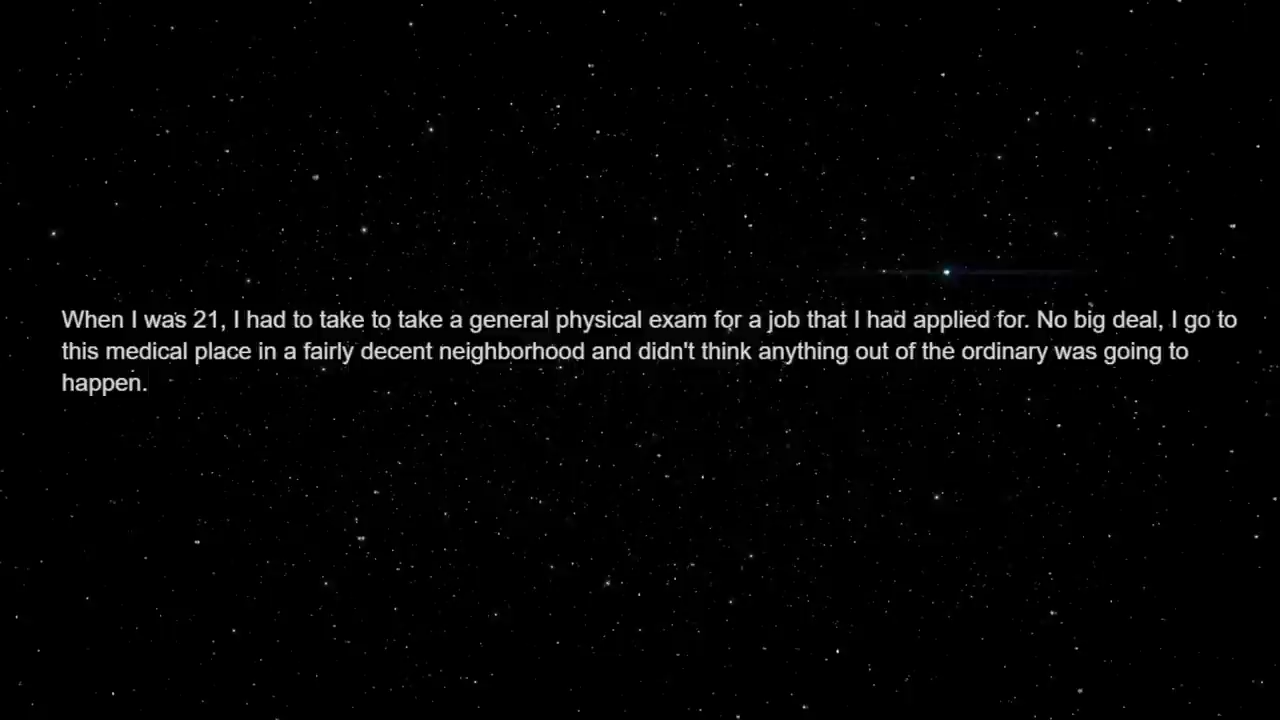 When I was 21, I had to take to take a general physical exam for a job that I had applied for. No big deal, I go to
this medical place in a fairly decent neighborhood and didn't think anything out of the ordinary was going to
happen.